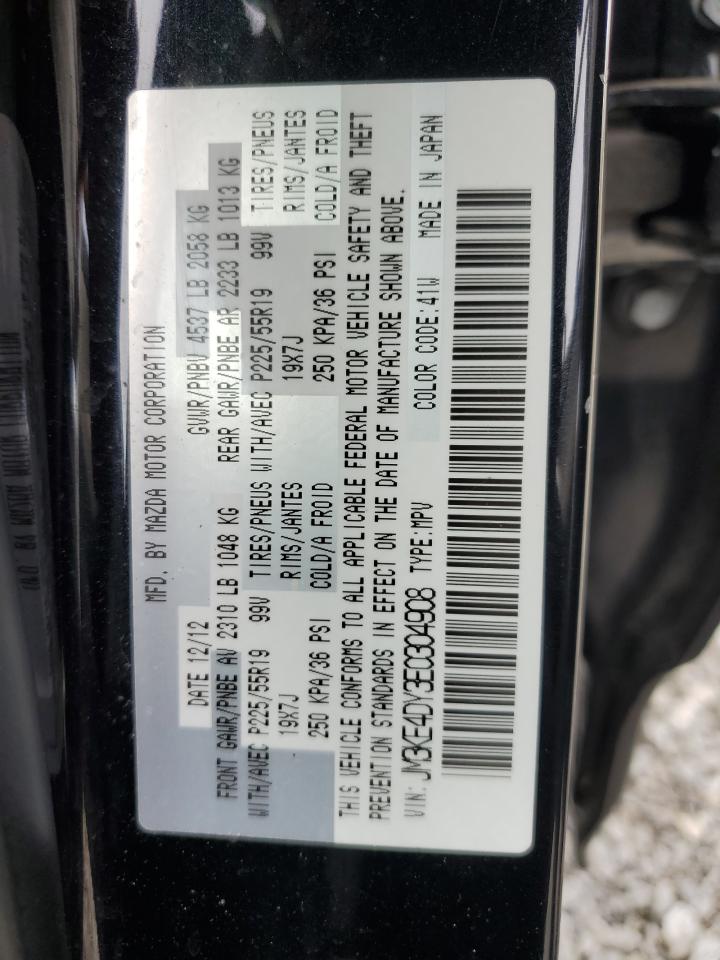 MFD. BY MAZDA MOTOR CORPORATION
DATE 12/12 GVWR/PNBV 4537 LB 2058 KG
FRONT GAWR/PNBE AV 2310 LB 1048 KG REAR GAWR/PNBE AR 2233 LB 1013 KG
WITH/AVEC P225/55R19 99V TIRES/PNEUS WITH/AVEC P225/55R19 99V TIRES/PNEUS
19X7J RIMS/JANTES 19X7J RIMS/JANTES
250 KPA/36 PSI COLD/A FROID 250 KPA/36 PSI COLD/A FROID
THIS VEHICLE CONFORMS TO ALL APPLICABLE FEDERAL MOTOR VEHICLE SAFETY AND THEFT
PREVENTION STANDARDS IN EFFECT ON THE DATE OF MANUFACTURE SHOWN ABOVE.
VIN: JM3KE4DY3E0304908 TYPE:MPV COLOR CODE:41W MADE IN JAPAN